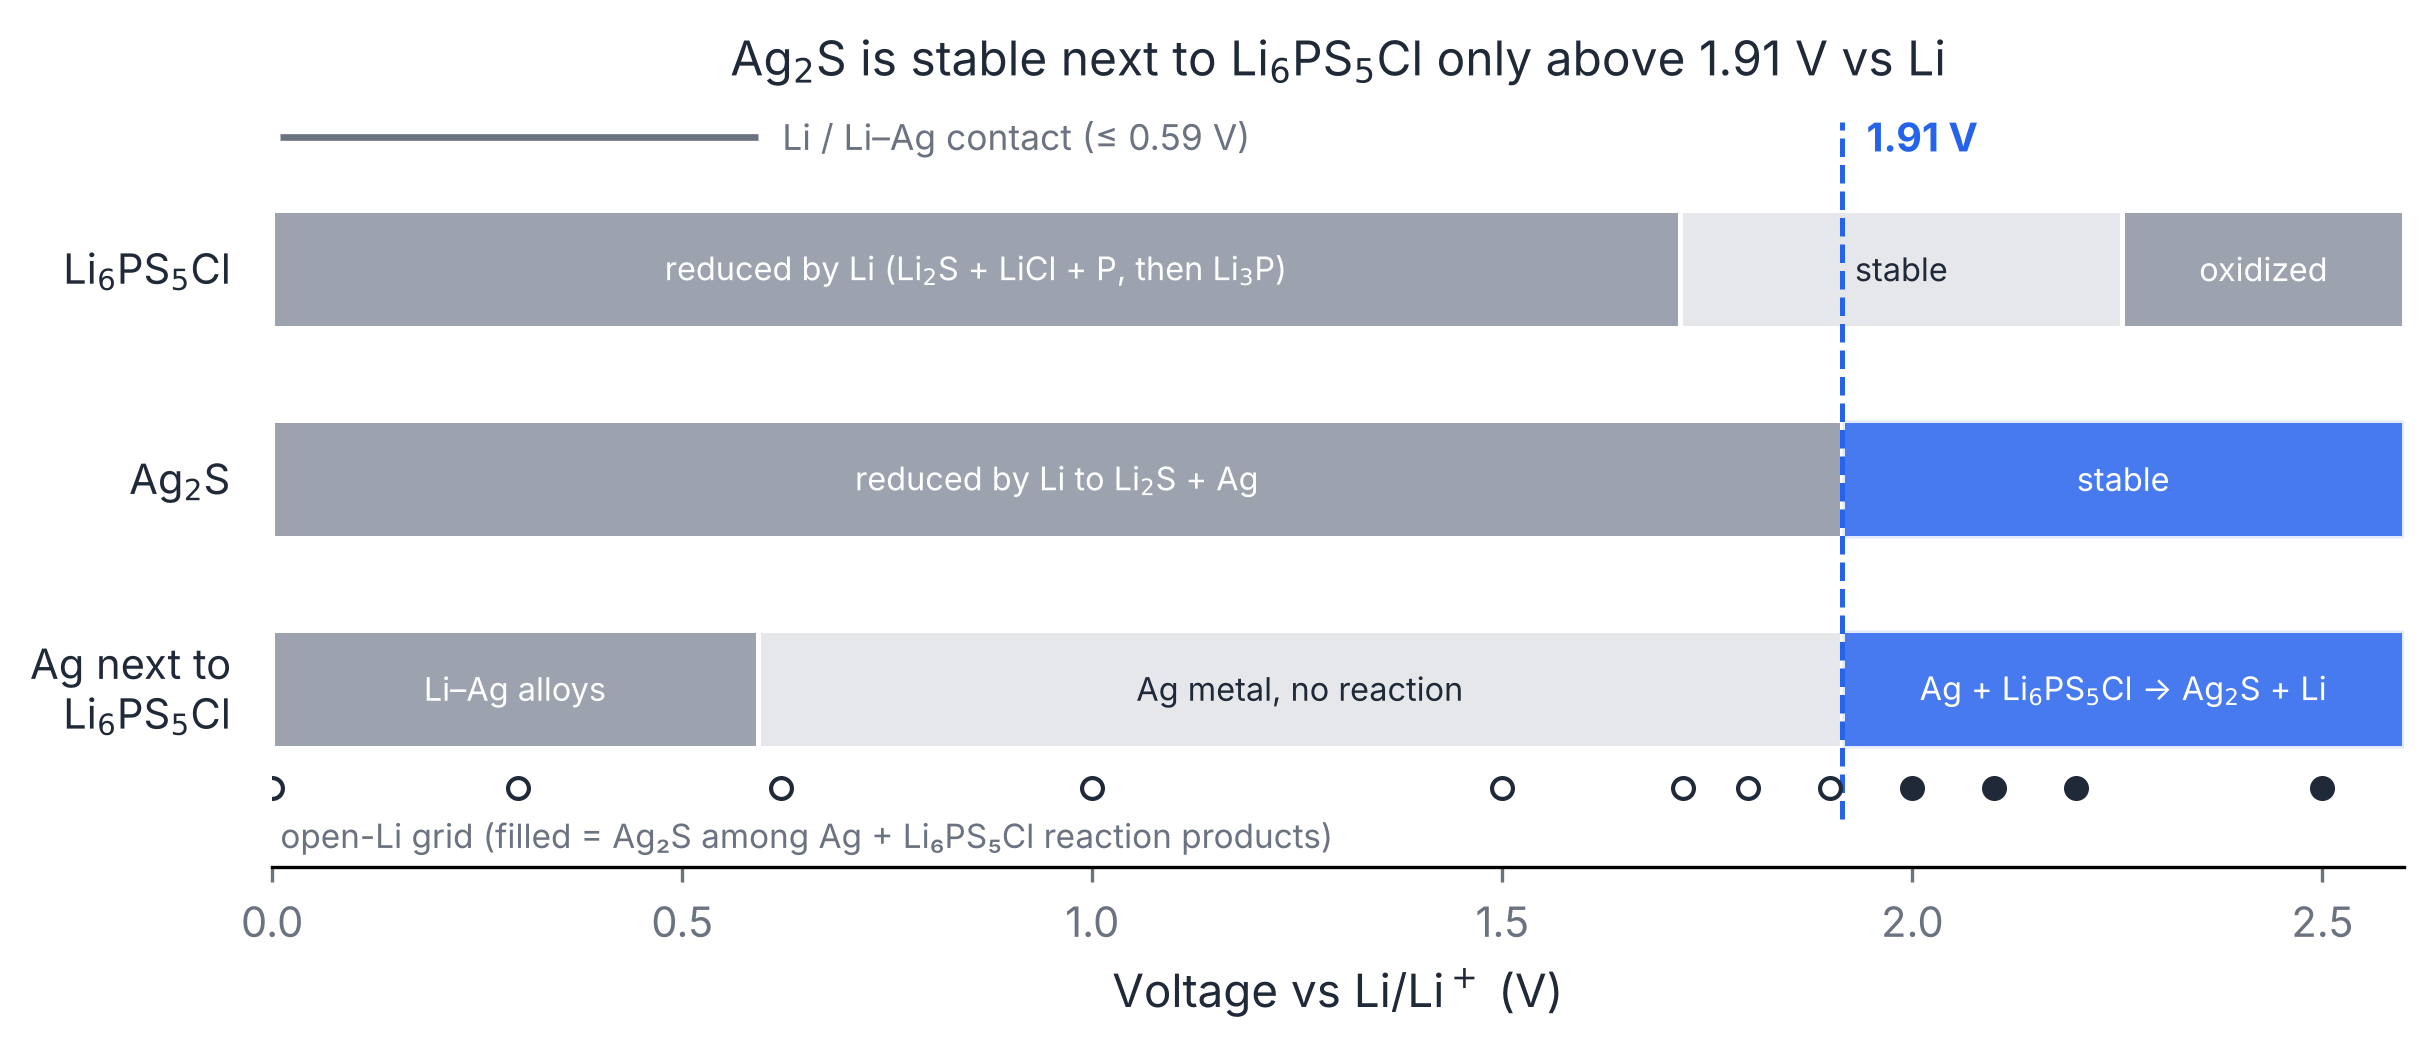 Ag₂S is stable next to Li₆PS₅Cl only above 1.91 V vs Li
Li / Li–Ag contact (≤ 0.59 V)
1.91 V
Li₆PS₅Cl
reduced by Li (Li₂S + LiCl + P, then Li₃P)
stable
oxidized
Ag₂S
reduced by Li to Li₂S + Ag
stable
Ag next to
Li₆PS₅Cl
Li–Ag alloys
Ag metal, no reaction
Ag + Li₆PS₅Cl → Ag₂S + Li
open-Li grid (filled = Ag₂S among Ag + Li₆PS₅Cl reaction products)
0.0 0.5 1.0 1.5 2.0 2.5
Voltage vs Li/Li⁺ (V)